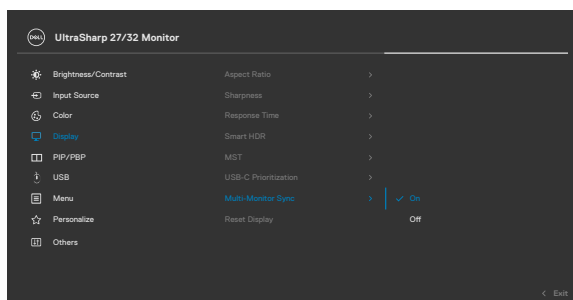 DELL UltraSharp 27/32 Monitor
Brightness/Contrast Aspect Ratio >
Input Source Sharpness >
Color Response Time >
Display Smart HDR >
PIP/PBP MST >
USB USB-C Prioritization >
Menu Multi-Monitor Sync > ✓ On
Personalize Reset Display Off
Others
< Exit